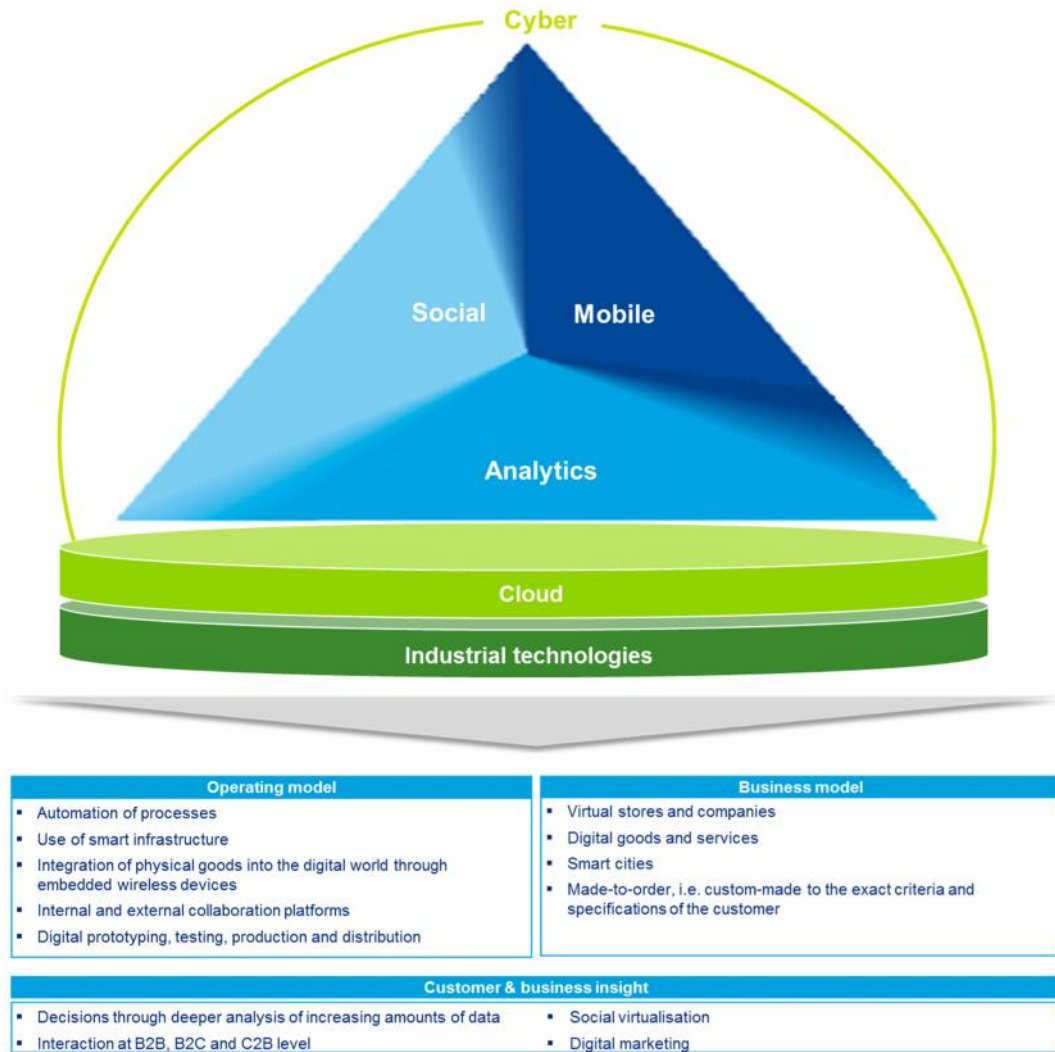 Cyber
Social
Mobile
Analytics
Cloud
Industrial technologies
Operating model
▪ Automation of processes
▪ Use of smart infrastructure
▪ Integration of physical goods into the digital world through
embedded wireless devices
▪ Internal and external collaboration platforms
▪ Digital prototyping, testing, production and distribution
Business model
▪ Virtual stores and companies
▪ Digital goods and services
▪ Smart cities
▪ Made-to-order, i.e. custom-made to the exact criteria and
specifications of the customer
Customer & business insight
▪ Decisions through deeper analysis of increasing amounts of data
▪ Interaction at B2B, B2C and C2B level
▪ Social virtualisation
▪ Digital marketing